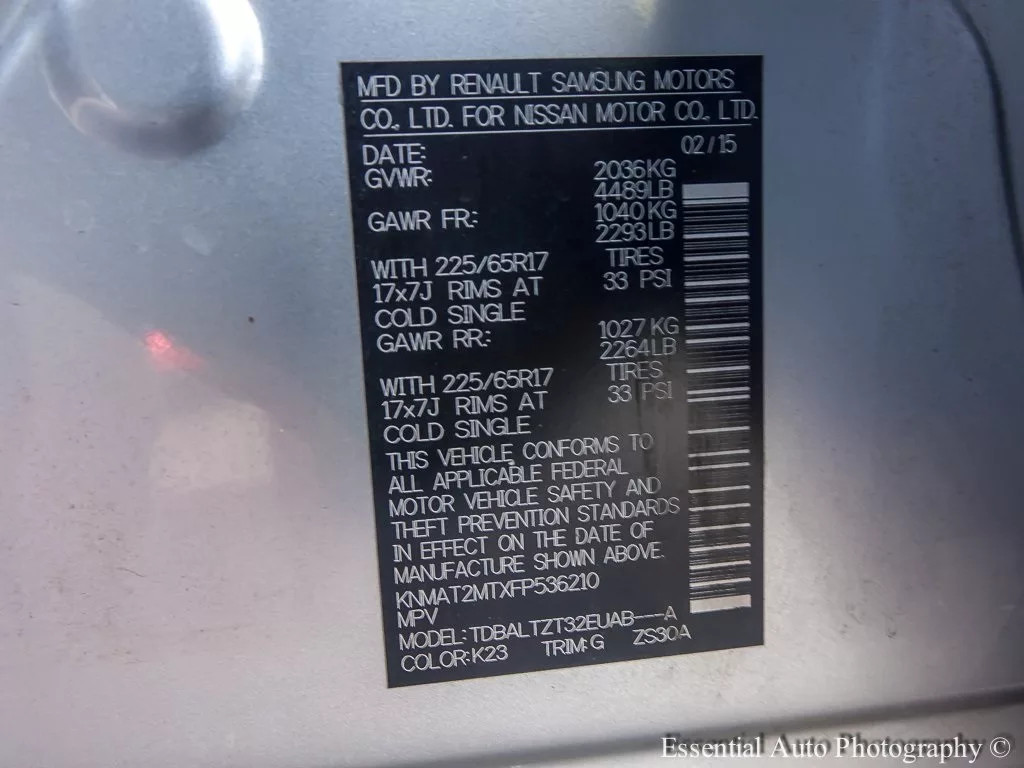 MFD BY RENAULT SAMSUNG MOTORS
CO., LTD. FOR NISSAN MOTOR CO., LTD.
DATE: 02/15
GVWR: 2036KG
4489LB
GAWR FR: 1040KG
2293LB
WITH 225/65R17 TIRES
17x7J RIMS AT 33 PSI
COLD SINGLE
GAWR RR: 1027KG
2264LB
WITH 225/65R17 TIRES
17x7J RIMS AT 33 PSI
COLD SINGLE
THIS VEHICLE CONFORMS TO
ALL APPLICABLE FEDERAL
MOTOR VEHICLE SAFETY AND
THEFT PREVENTION STANDARDS
IN EFFECT ON THE DATE OF
MANUFACTURE SHOWN ABOVE.
KNMAT2MTXFP536210
MPV
MODEL:TDBALTZT32EUAB---A
COLOR:K23 TRIM:G ZS30A
Essential Auto Photography ©